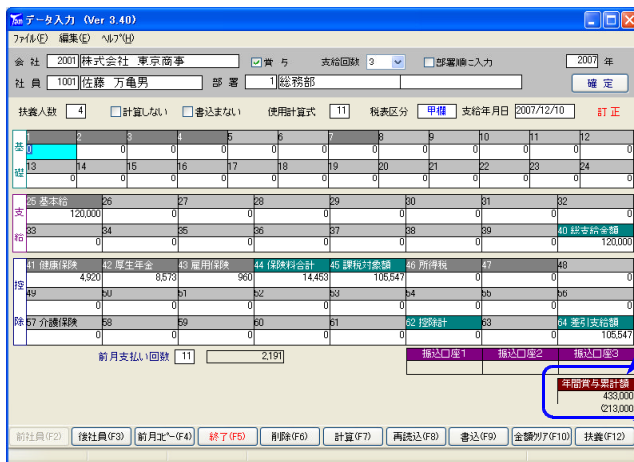 データ入力 (Ver 3.40)
ファイル(F) 編集(E) ヘルプ(H)
会 社 2001 株式会社 東京商事 賞 与 支給回数 3 部署順に入力 2007 年
社 員 1001 佐藤 万亀男 部 署 1 総務部 確 定
扶養人数 4 計算しない 書込まない 使用計算式 11 税表区分 甲欄 支給年月日 2007/12/10 訂 正
基礎
1 2 3 4 5 6 7 8 9 10 11 12
0 0 0 0 0 0 0 0 0 0 0 0
13 14 15 16 17 18 19 20 21 22 23 24
0 0 0 0 0 0 0 0 0 0 0 0
支給
25 基本給 26 27 28 29 30 31 32
120,000 0 0 0 0 0 0 0
33 34 35 36 37 38 39 40 総支給金額
0 0 0 0 0 0 0 120,000
控除
41 健康保険 42 厚生年金 43 雇用保険 44 保険料合計 45 課税対象額 46 所得税 47 48
4,920 8,573 960 14,453 105,547 0 0 0
49 50 51 52 53 54 55 56
0 0 0 0 0 0 0 0
57 介護保険 58 59 60 61 62 控除計 63 64 差引支給額
0 0 0 0 0 14,453 0 105,547
前月支払い回数 11 2,191 振込口座1 振込口座2 振込口座3
年間賞与累計額
433,000
(213,000
前社員(F2) 後社員(F3) 前月コピー(F4) 終了(F5) 削除(F6) 計算(F7) 再読込(F8) 書込(F9) 金額クリア(F10) 扶養(F12)